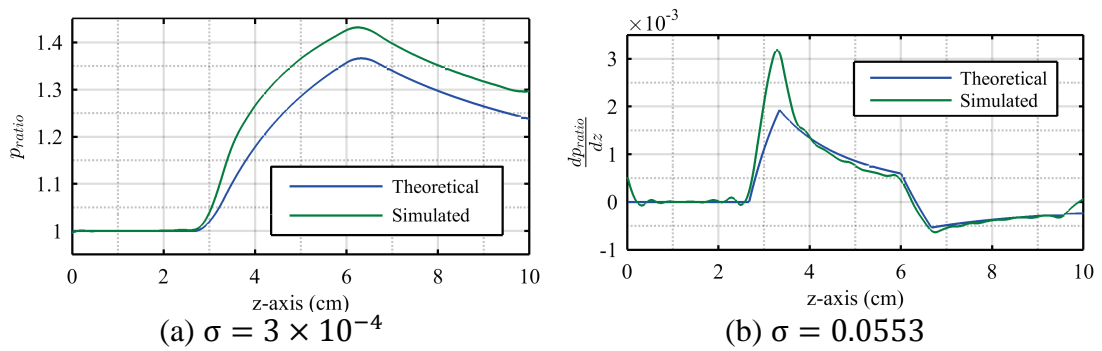 1.4
1.3
1.2
1.1
1
p_ratio
0 2 4 6 8 10
z-axis (cm)
Theoretical
Simulated
(a) σ = 3 × 10⁻⁴
×10⁻³
3
2
1
0
-1
dp_ratio
dz
0 2 4 6 8 10
z-axis (cm)
Theoretical
Simulated
(b) σ = 0.0553